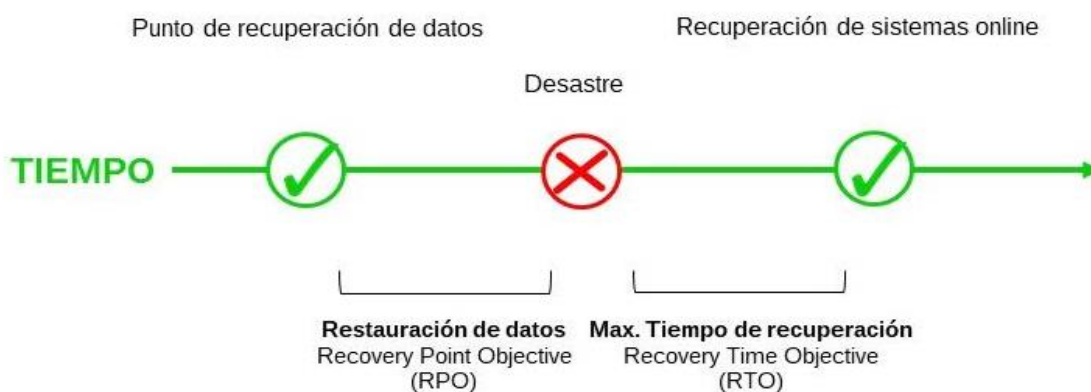 Punto de recuperación de datos
Recuperación de sistemas online
Desastre
TIEMPO
Restauración de datos
Recovery Point Objective
(RPO)
Max. Tiempo de recuperación
Recovery Time Objective
(RTO)